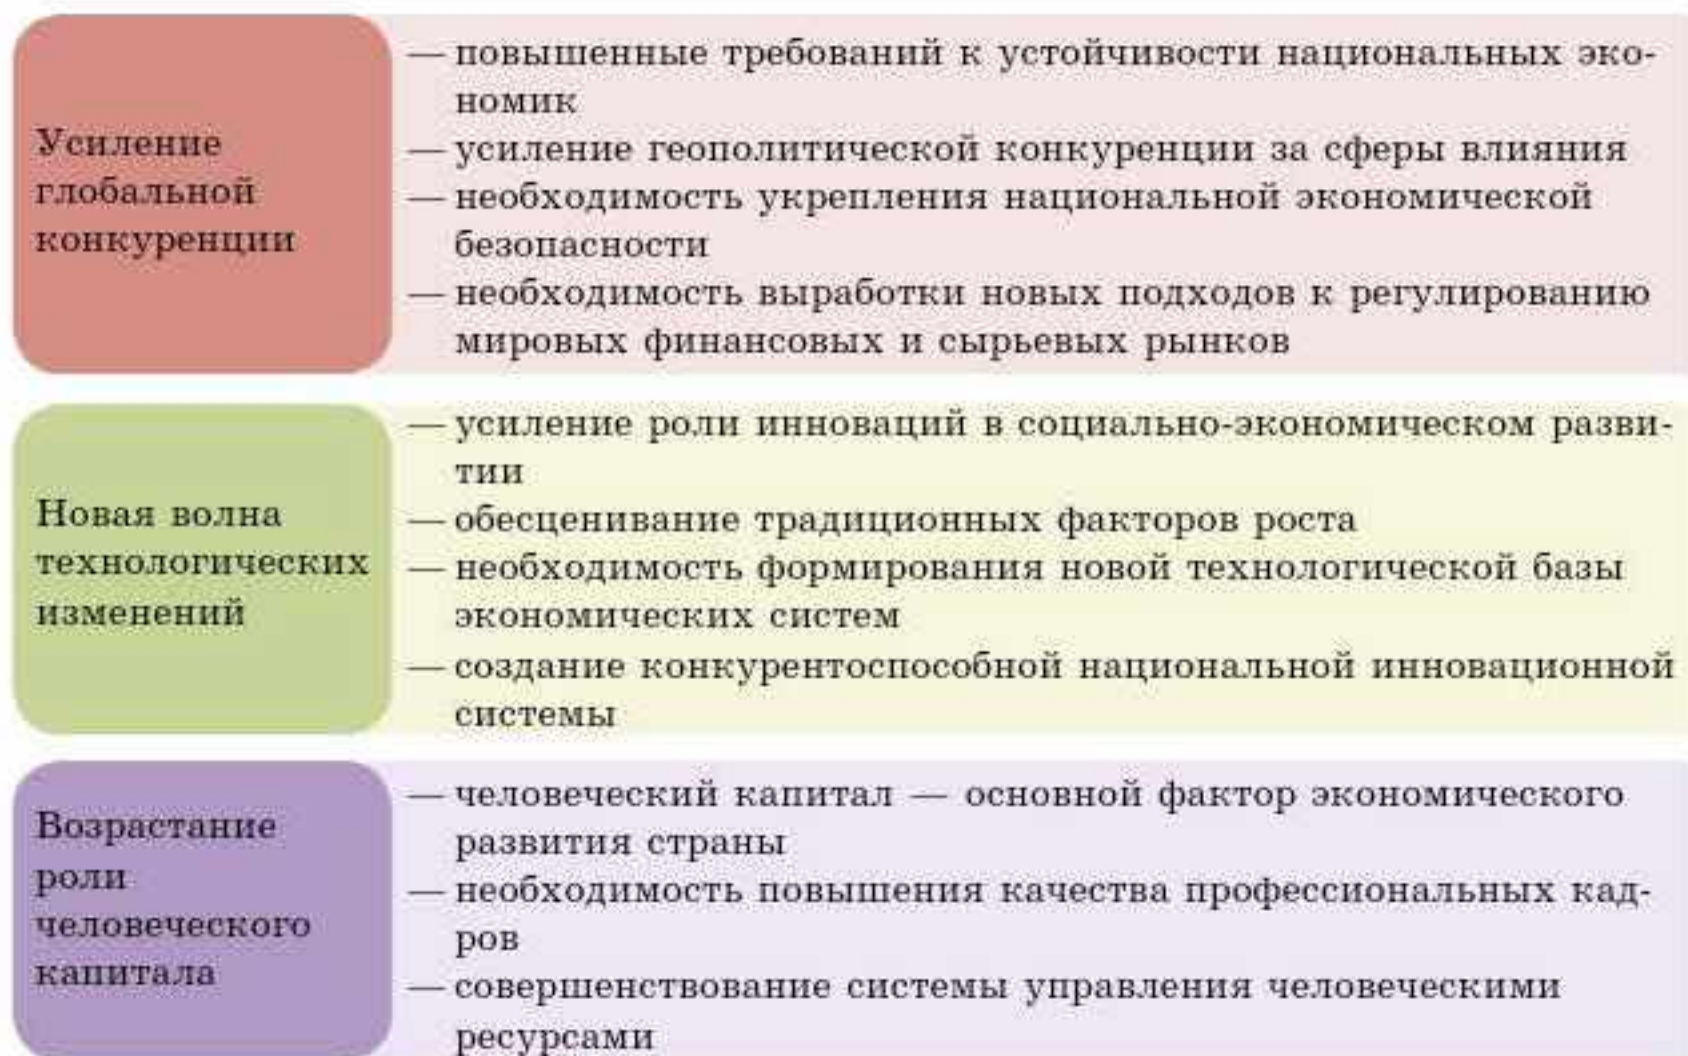 Усиление
глобальной
конкуренции
— повышенные требований к устойчивости национальных эко-
номик
— усиление геополитической конкуренции за сферы влияния
— необходимость укрепления национальной экономической
безопасности
— необходимость выработки новых подходов к регулированию
мировых финансовых и сырьевых рынков
Новая волна
технологических
изменений
— усиление роли инноваций в социально-экономическом разви-
тии
— обесценивание традиционных факторов роста
— необходимость формирования новой технологической базы
экономических систем
— создание конкурентоспособной национальной инновационной
системы
Возрастание
роли
человеческого
капитала
— человеческий капитал — основной фактор экономического
развития страны
— необходимость повышения качества профессиональных кад-
ров
— совершенствование системы управления человеческими
ресурсами